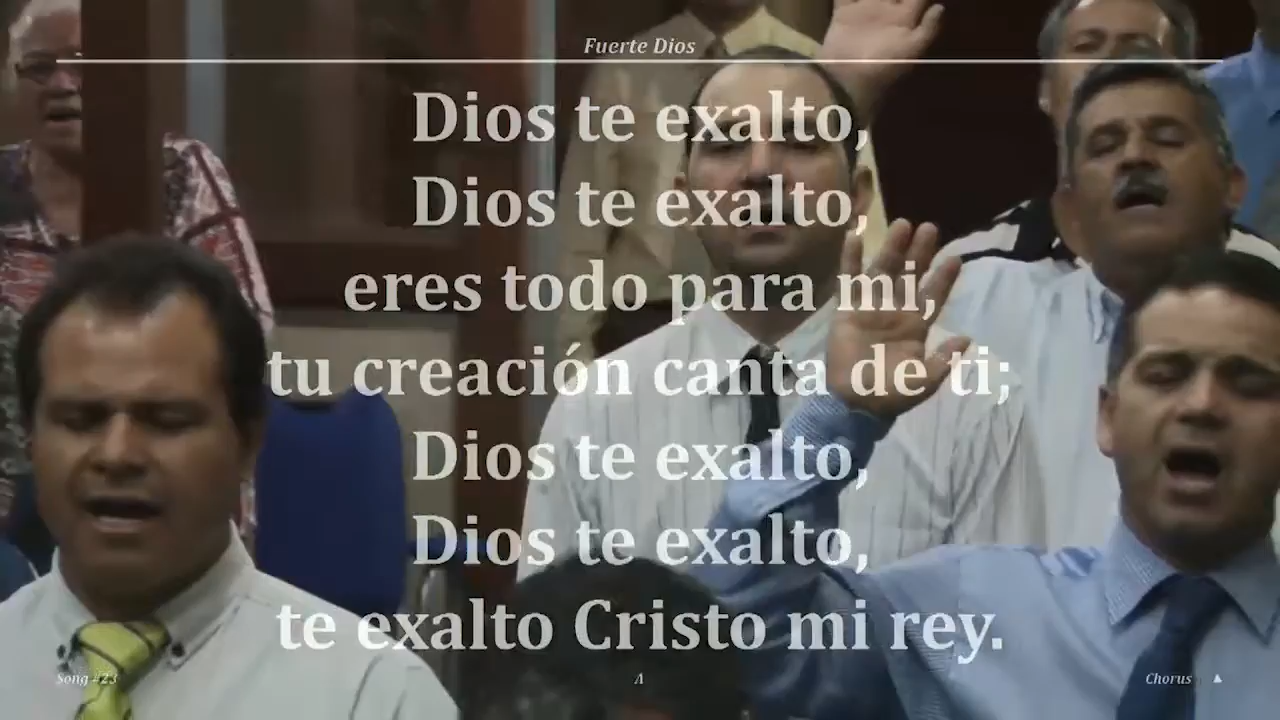 Fuerte Dios
Dios te exalto,
Dios te exalto,
eres todo para mi,
tu creación canta de ti;
Dios te exalto,
Dios te exalto,
te exalto Cristo mi rey.
Song #23
Chorus